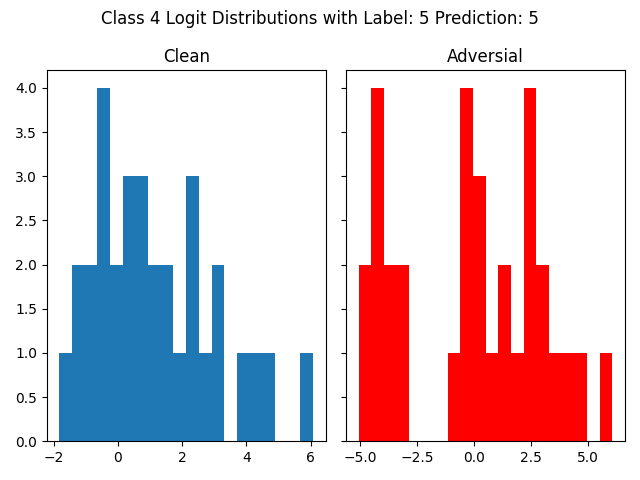 Class 4 Logit Distributions with Label: 5 Prediction: 5
Clean
Adversial
4.0
3.5
3.0
2.5
2.0
1.5
1.0
0.5
0.0
−2 0 2 4 6
−5.0 −2.5 0.0 2.5 5.0